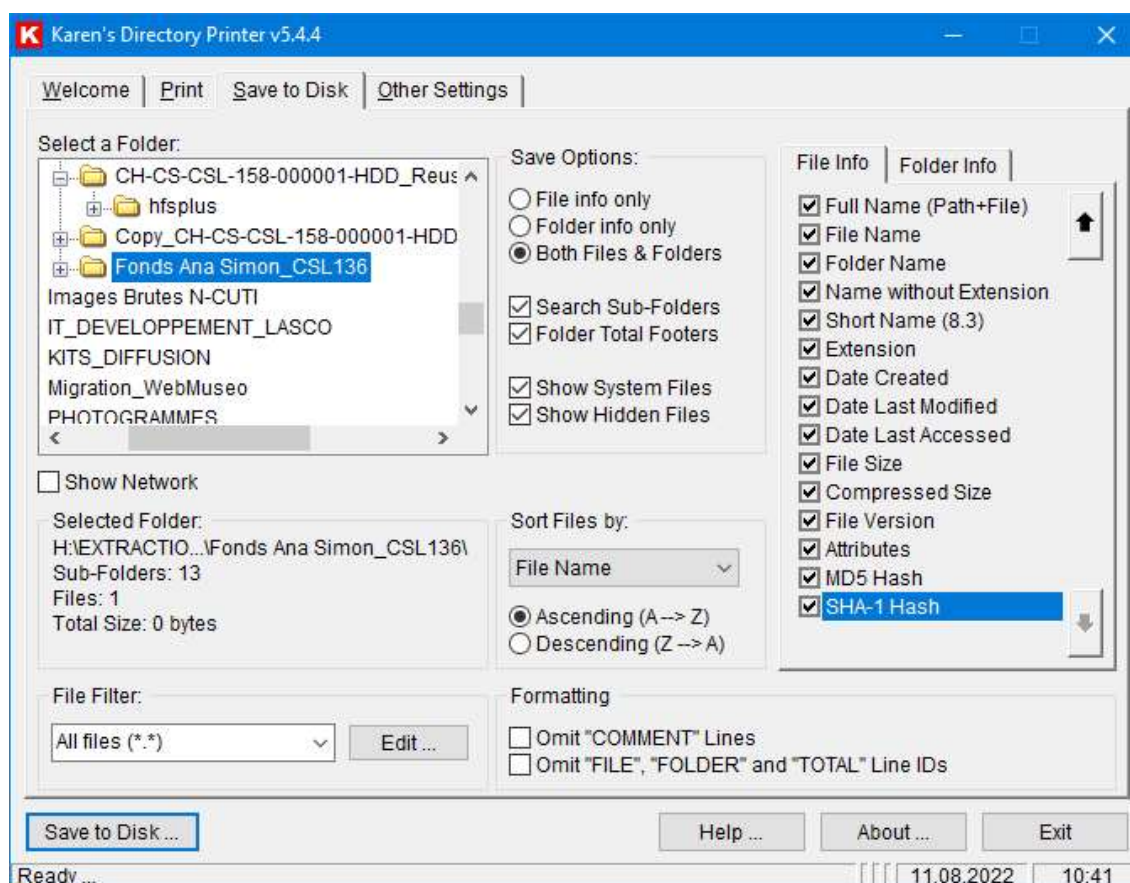 K Karen's Directory Printer v5.4.4
Welcome Print Save to Disk Other Settings
Select a Folder:
CH-CS-CSL-158-000001-HDD_Reus
hfsplus
Copy_CH-CS-CSL-158-000001-HDD
Fonds Ana Simon_CSL136
Images Brutes N-CUTI
IT_DEVELOPPEMENT_LASCO
KITS_DIFFUSION
Migration_WebMuseo
PHOTOGRAMMES
Show Network
Selected Folder:
H:\EXTRACTIO...\Fonds Ana Simon_CSL136\
Sub-Folders: 13
Files: 1
Total Size: 0 bytes
File Filter:
All files (*.*)
Edit ...
Save Options:
File info only
Folder info only
Both Files & Folders
Search Sub-Folders
Folder Total Footers
Show System Files
Show Hidden Files
Sort Files by:
File Name
Ascending (A--> Z)
Descending (Z --> A)
File Info Folder Info
Full Name (Path+File)
File Name
Folder Name
Name without Extension
Short Name (8.3)
Extension
Date Created
Date Last Modified
Date Last Accessed
File Size
Compressed Size
File Version
Attributes
MD5 Hash
SHA-1 Hash
Formatting
Omit "COMMENT" Lines
Omit "FILE", "FOLDER" and "TOTAL" Line IDs
Save to Disk ... Help ... About ... Exit
Ready ... 11.08.2022 10:41